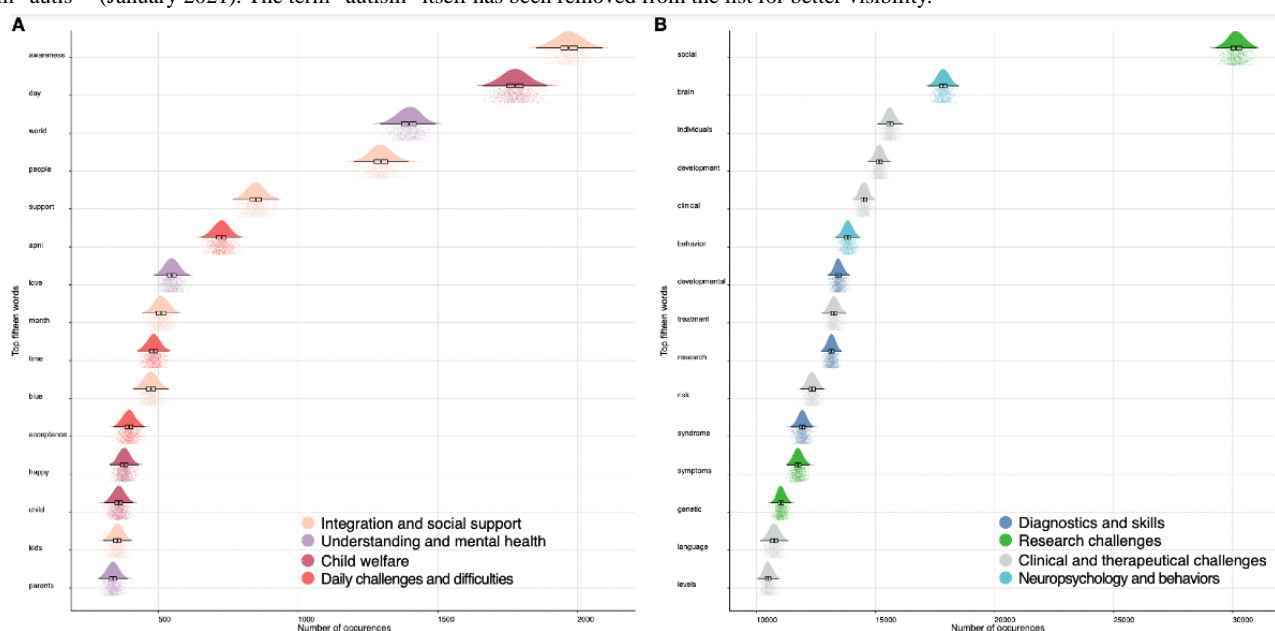 (January 2021). The term "autism" itself has been removed from the list for better visibility.
A
awareness
day
world
people
support
april
love
month
time
blue
acceptance
happy
child
kids
parents
Top fifteen words
Integration and social support
Understanding and mental health
Child welfare
Daily challenges and difficulties
500
1000
1500
2000
Number of occurences
B
social
brain
individuals
development
clinical
behavior
developmental
treatment
research
risk
syndrome
symptoms
genetic
language
levels
Top fifteen words
Diagnostics and skills
Research challenges
Clinical and therapeutical challenges
Neuropsychology and behaviors
10000
15000
20000
25000
30000
Number of occurences